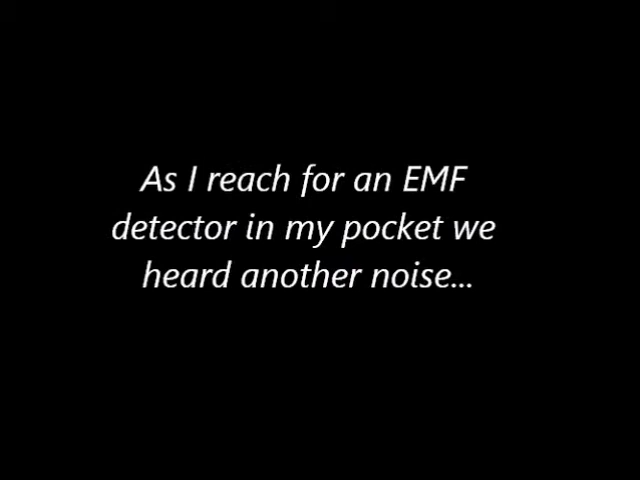 As I reach for an EMF
detector in my pocket we
heard another noise...